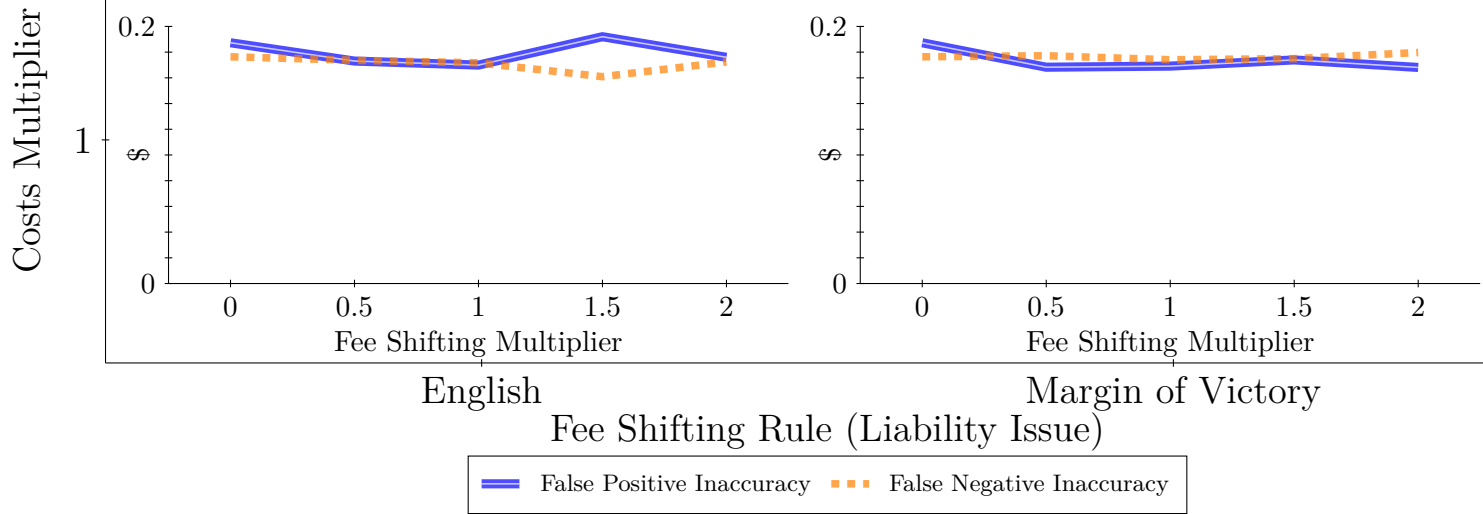 Costs Multiplier
1
0.2
$
0
0 0.5 1 1.5 2
Fee Shifting Multiplier
0.2
$
0
0 0.5 1 1.5 2
Fee Shifting Multiplier
English
Margin of Victory
Fee Shifting Rule (Liability Issue)
False Positive Inaccuracy False Negative Inaccuracy